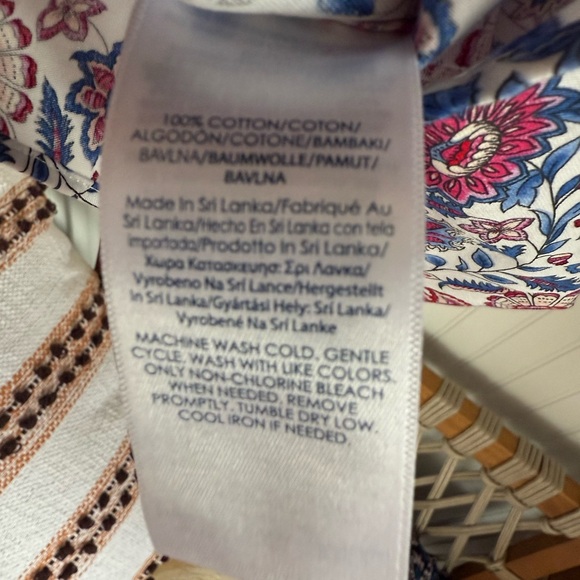 100% COTTON/COTON/
ALGODÓN/COTONE/BAMBAKI/
BAVLNA/BAUMWOLLE/PAMUT/
BAVLNA
Made In Sri Lanka/Fabriqué Au
Sri Lanka/Hecho En Sri Lanka con tela
importada/Prodotto In Sri Lanka/
Χωρα Κατασκευησ: Σρι Λανκα/
Vyrobeno Na Srí Lance/Hergestellt
In Sri Lanka/Gyártási Hely: Srí Lanka/
Vyrobené Na Srí Lanke
MACHINE WASH COLD, GENTLE
CYCLE. WASH WITH LIKE COLORS.
ONLY NON-CHLORINE BLEACH
WHEN NEEDED. REMOVE
PROMPTLY. TUMBLE DRY LOW.
COOL IRON IF NEEDED.